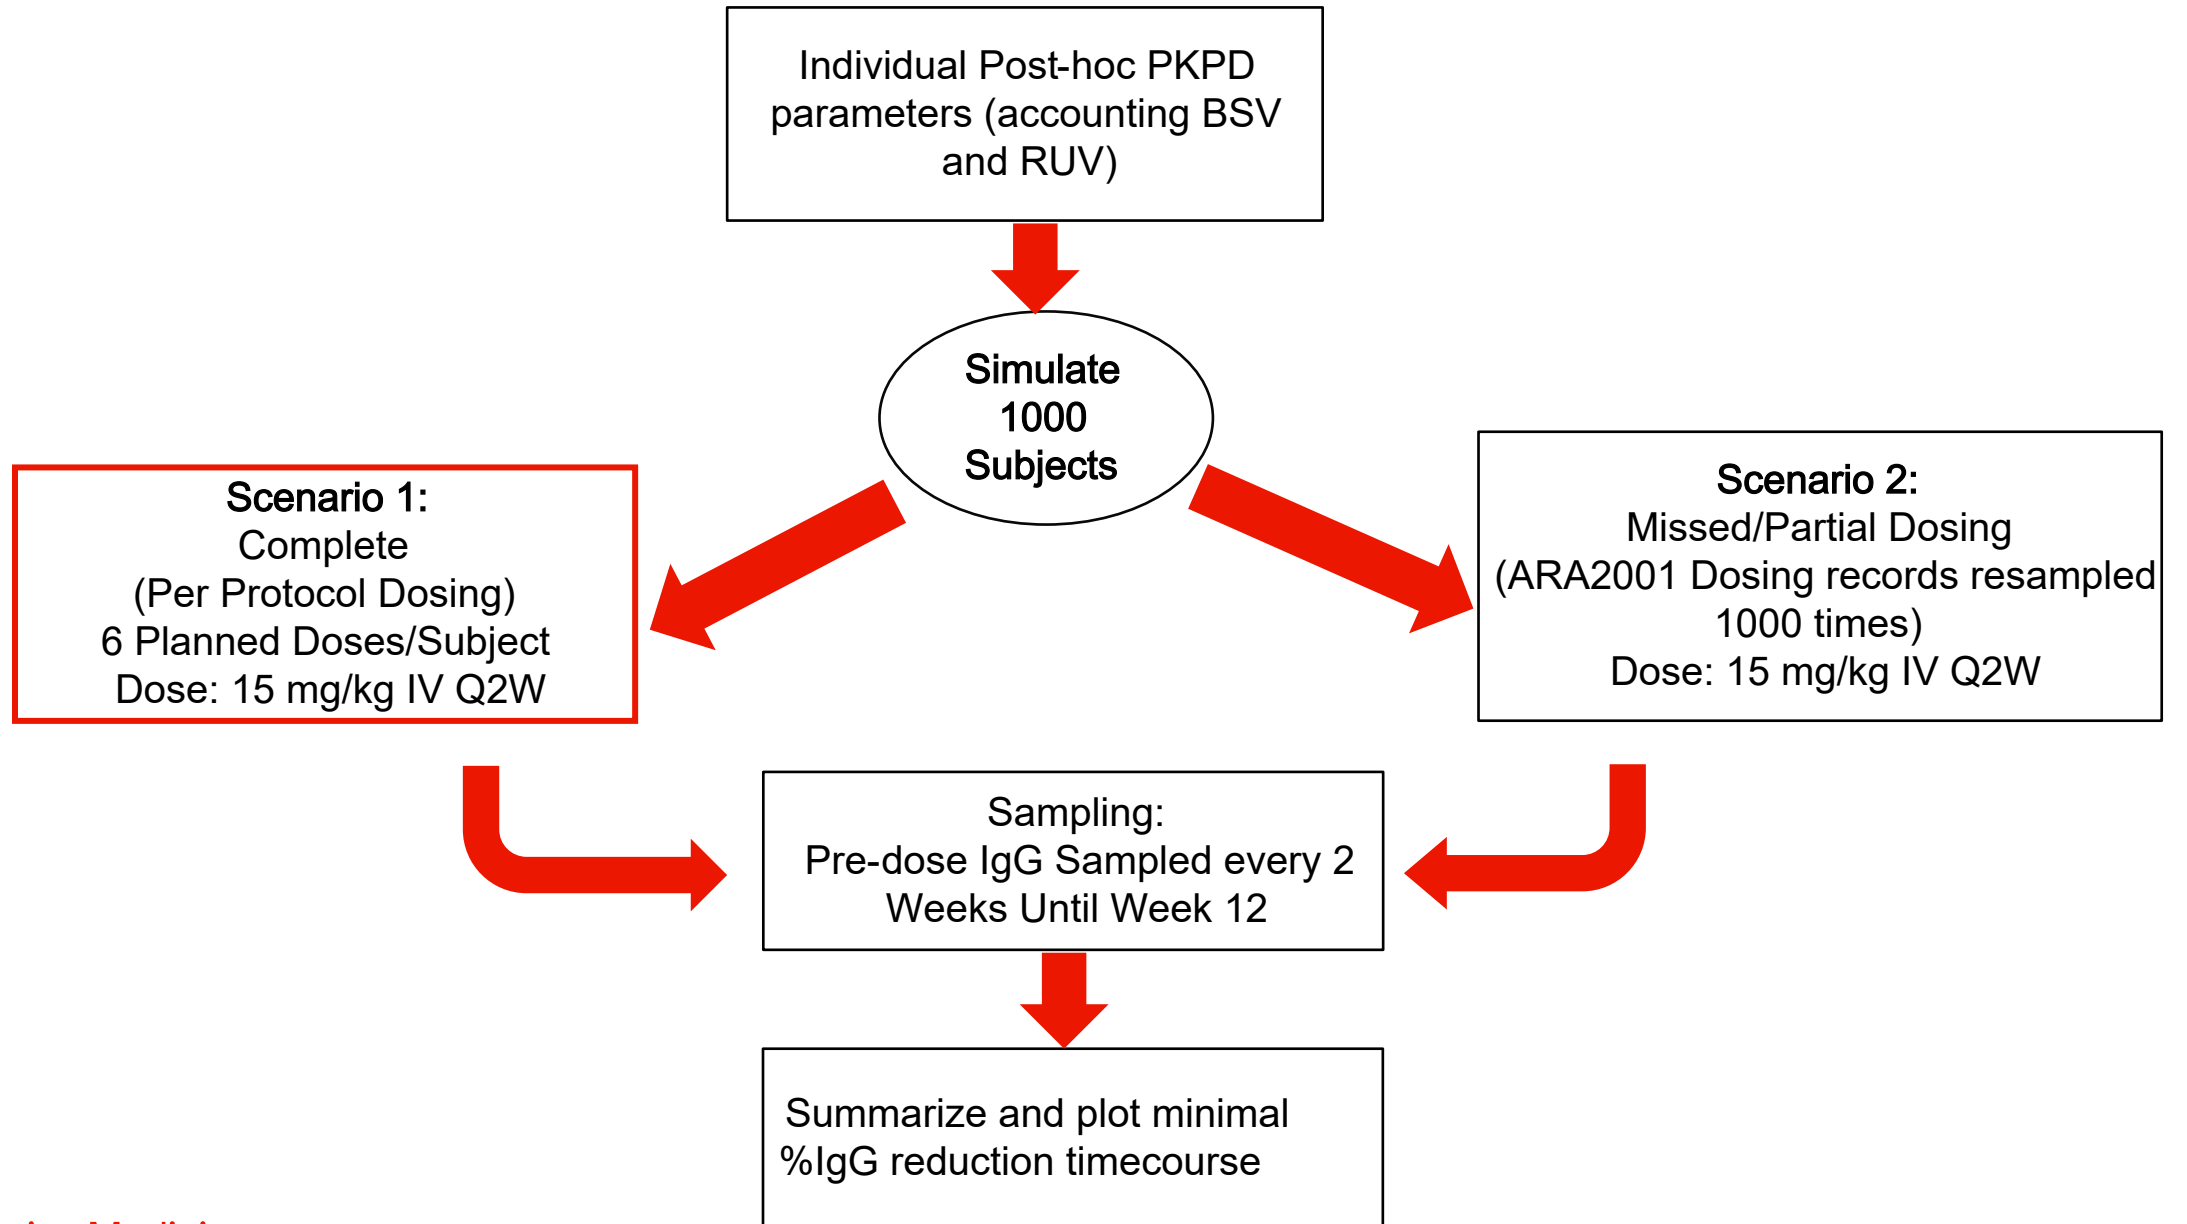 Individual Post-hoc PKPD
parameters (accounting BSV
and RUV)
Simulate
1000
Subjects
Scenario 1:
Complete
(Per Protocol Dosing)
6 Planned Doses/Subject
Dose: 15 mg/kg IV Q2W
Scenario 2:
Missed/Partial Dosing
(ARA2001 Dosing records resampled
1000 times)
Dose: 15 mg/kg IV Q2W
Sampling:
Pre-dose IgG Sampled every 2
Weeks Until Week 12
Summarize and plot minimal
%IgG reduction timecourse